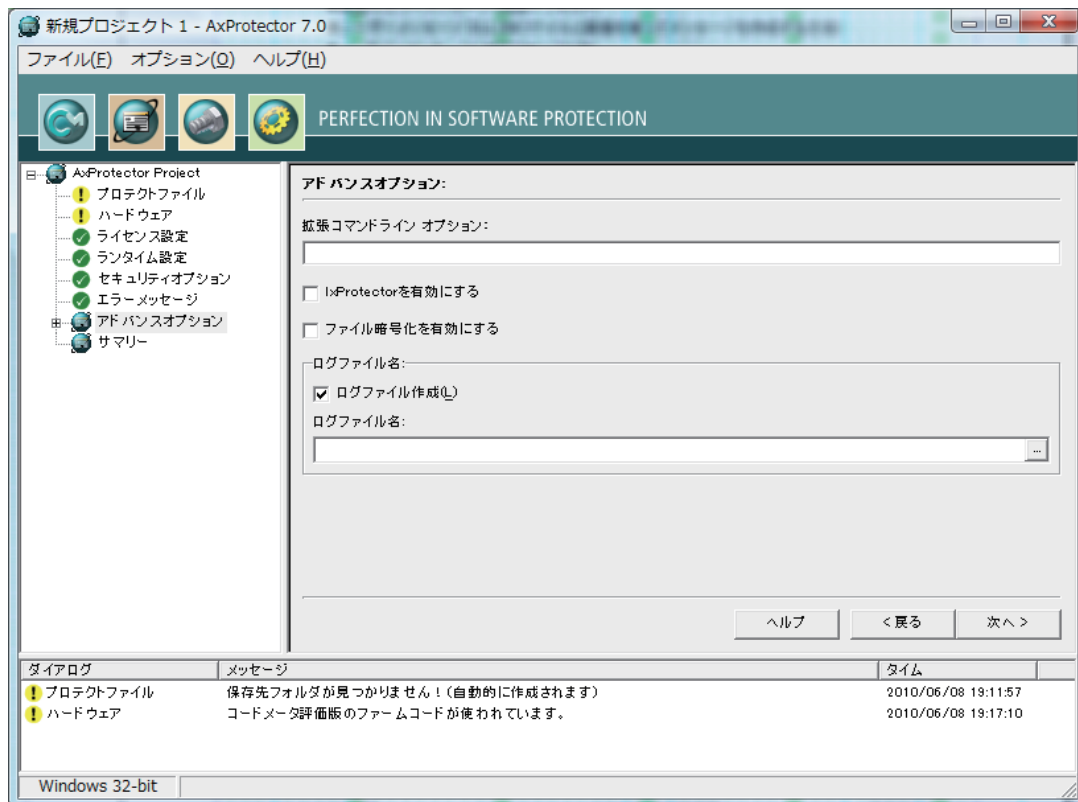 新規プロジェクト 1 - AxProtector 7.0
ファイル(F) オプション(O) ヘルプ(H)
PERFECTION IN SOFTWARE PROTECTION
AxProtector Project
プロテクトファイル
ハードウェア
ライセンス設定
ランタイム設定
セキュリティオプション
エラーメッセージ
アドバンスオプション
サマリー
アドバンスオプション:
拡張コマンドライン オプション:
IxProtectorを有効にする
ファイル暗号化を有効にする
ログファイル名:
ログファイル作成(L)
ログファイル名:
...
ヘルプ
<戻る
次へ>
ダイアログ メッセージ タイム
プロテクトファイル 保存先フォルダが見つかりません!(自動的に作成されます) 2010/06/08 19:11:57
ハードウェア コードメータ評価版のファームコードが使われています。 2010/06/08 19:17:10
Windows 32-bit